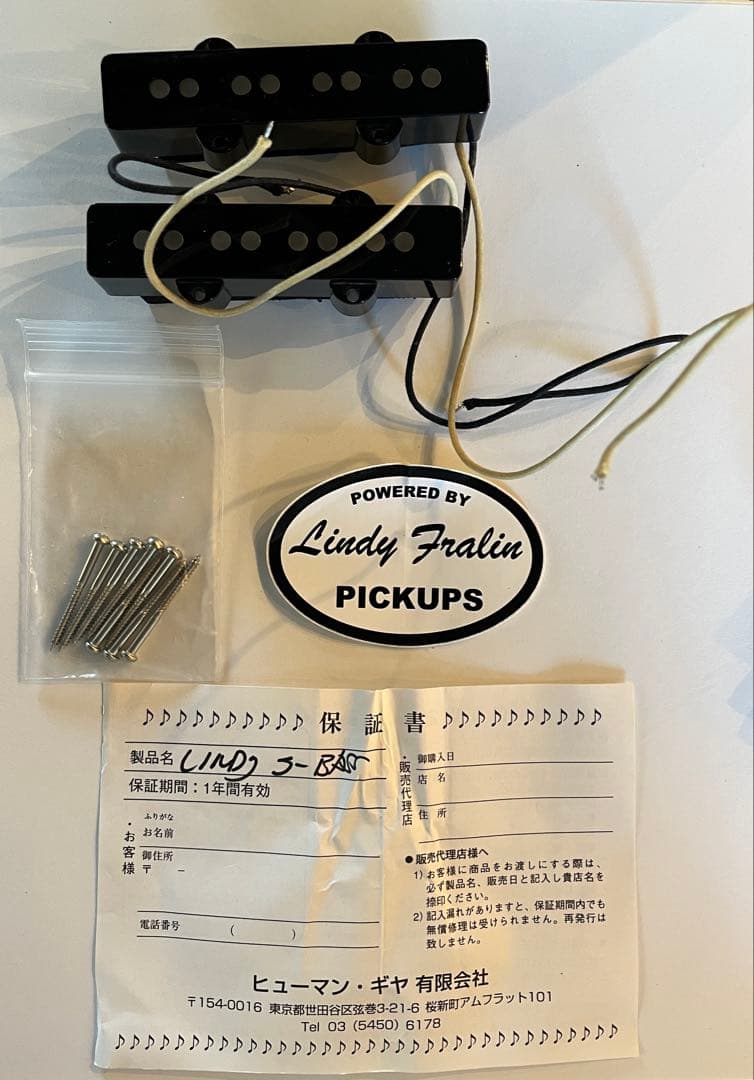 POWERED BY
Lindy Fralin
PICKUPS
♪♪♪♪♪♪♪♪♪♪ 保 証 書 ♪♪♪♪♪♪♪♪♪♪
製品名 LINDY J-BASS
保証期間：1年間有効
・お客様
ふりがな
お名前
御住所
〒 －
電話番号 （ ）
・販売代理店
御購入日
店 名
住 所
●販売代理店様へ
1) お客様に商品をお渡しにする際は、
必ず製品名、販売日と記入し貴店名を
捺印ください。
2) 記入漏れがありますと、保証期間内でも
無償修理は受けられません。再発行は
致しません。
ヒューマン・ギヤ 有限会社
〒154-0016 東京都世田谷区弦巻3-21-6 桜新町アムフラット101
Tel 03 (5450) 6178
♪♪♪♪♪♪♪♪♪♪♪♪♪♪♪♪♪♪♪♪♪♪♪♪♪♪♪♪♪♪♪♪